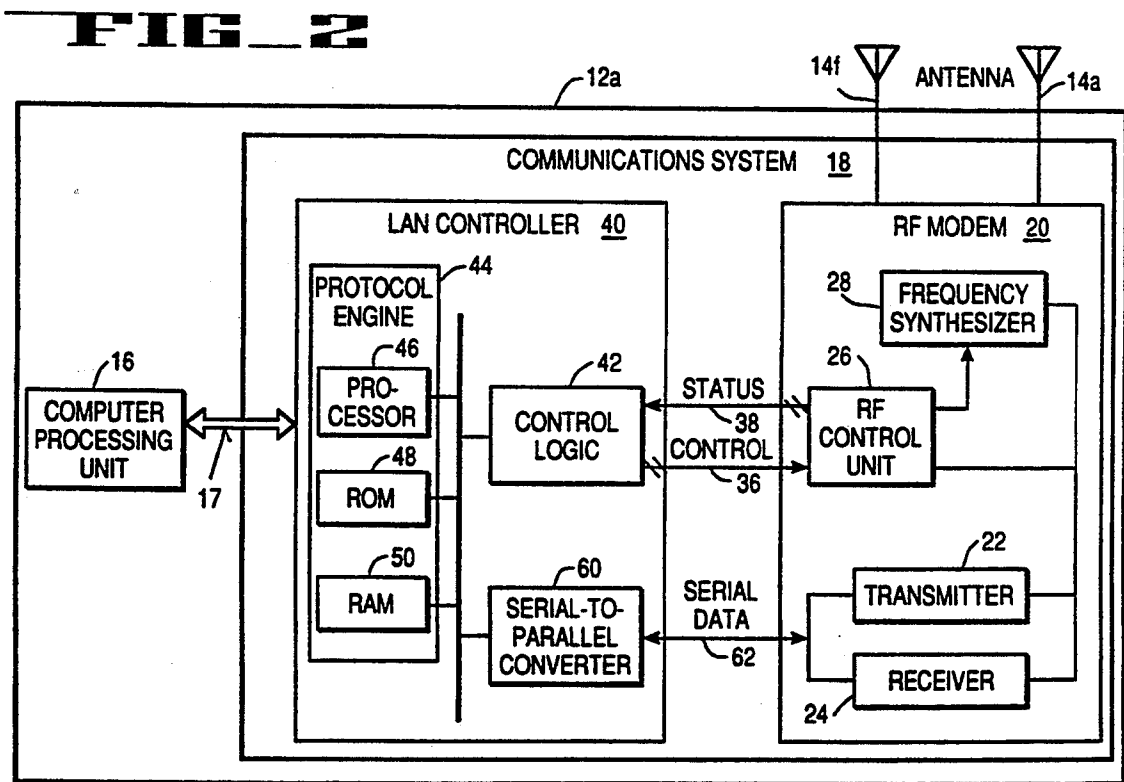 FIG_2
12a
14f
ANTENNA
14a
COMMUNICATIONS SYSTEM 18
LAN CONTROLLER 40
RF MODEM 20
44
PROTOCOL
ENGINE
28
FREQUENCY
SYNTHESIZER
16
COMPUTER
PROCESSING
UNIT
17
46
PRO-
CESSOR
42
CONTROL
LOGIC
STATUS
38
CONTROL
36
26
RF
CONTROL
UNIT
48
ROM
50
RAM
60
SERIAL-TO-
PARALLEL
CONVERTER
SERIAL
DATA
62
22
TRANSMITTER
RECEIVER
24